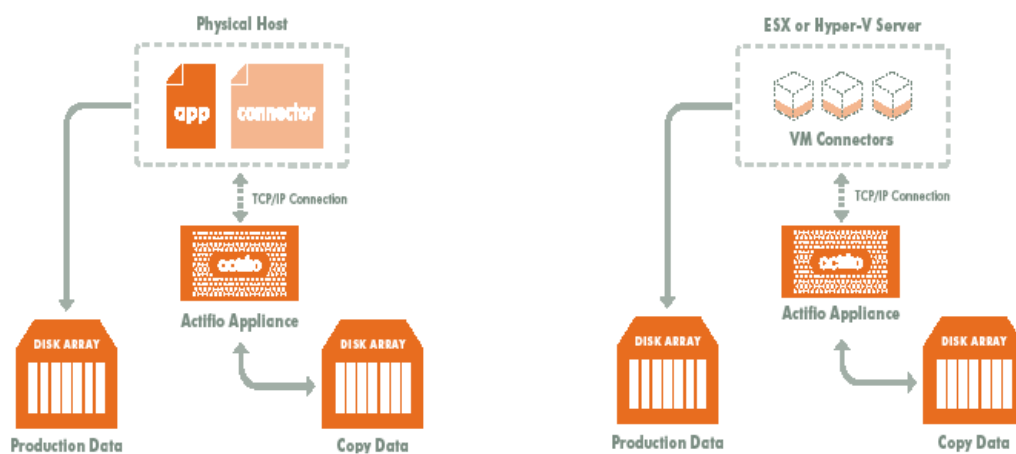 Physical Host
app
connector
TCP/IP Connection
actifio
Actifio Appliance
DISK ARRAY
DISK ARRAY
Production Data
Copy Data
ESX or Hyper-V Server
VM Connectors
TCP/IP Connection
actifio
Actifio Appliance
DISK ARRAY
DISK ARRAY
Production Data
Copy Data